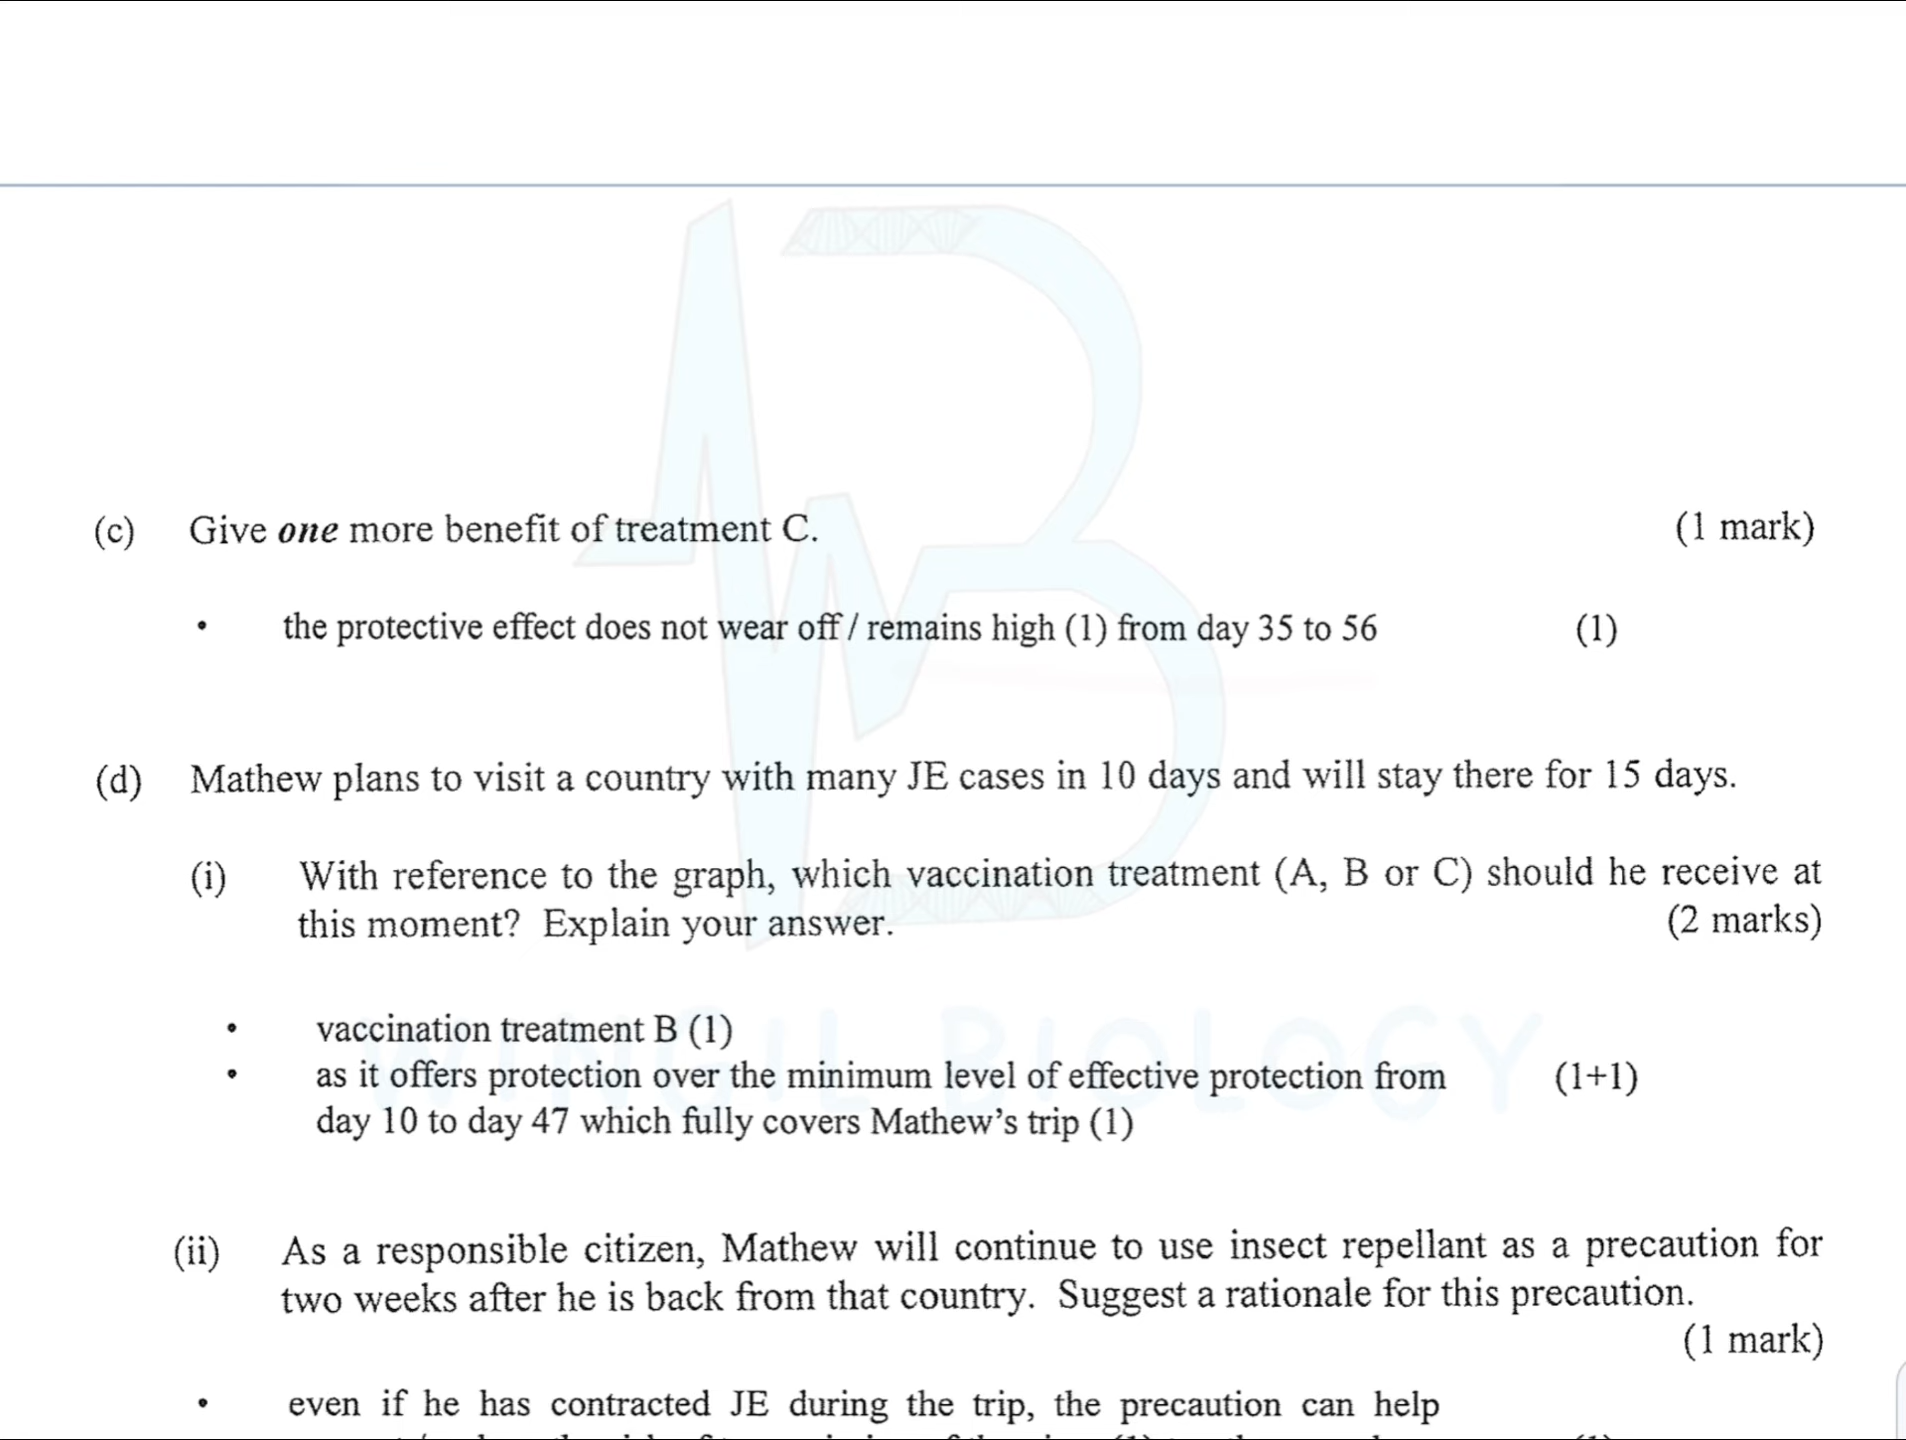 (c) Give one more benefit of treatment C. (1 mark)
• the protective effect does not wear off / remains high (1) from day 35 to 56 (1)
(d) Mathew plans to visit a country with many JE cases in 10 days and will stay there for 15 days.
(i) With reference to the graph, which vaccination treatment (A, B or C) should he receive at
this moment? Explain your answer. (2 marks)
• vaccination treatment B (1)
• as it offers protection over the minimum level of effective protection from (1+1)
day 10 to day 47 which fully covers Mathew's trip (1)
WINGIL BIOLOGY
(ii) As a responsible citizen, Mathew will continue to use insect repellant as a precaution for
two weeks after he is back from that country. Suggest a rationale for this precaution.
(1 mark)
• even if he has contracted JE during the trip, the precaution can help